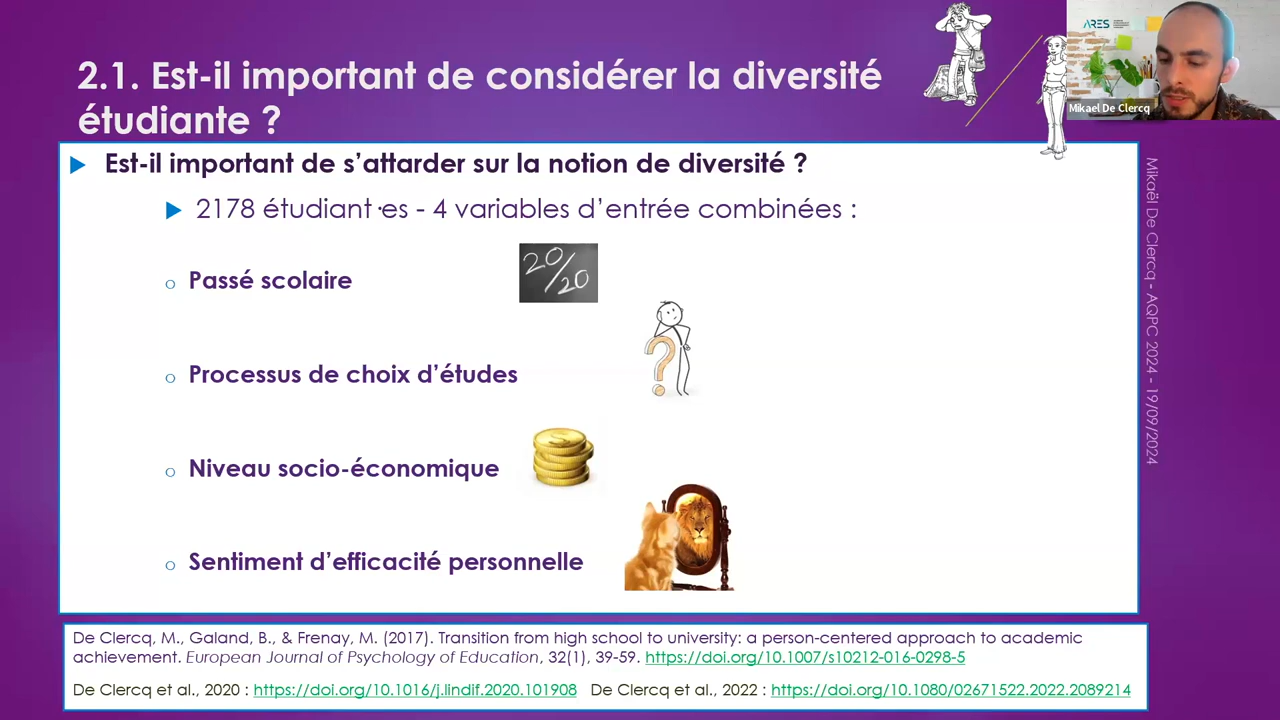 2.1. Est-il important de considérer la diversité
étudiante ?
ARES
Mikael De Clercq
Est-il important de s'attarder sur la notion de diversité ?
2178 étudiant·es - 4 variables d'entrée combinées :
Passé scolaire
20/20
Processus de choix d'études
?
Niveau socio-économique
Sentiment d'efficacité personnelle
Mikaël De Clercq - AQPC 2024 - 19/09/2024
De Clercq, M., Galand, B., & Frenay, M. (2017). Transition from high school to university: a person-centered approach to academic
achievement. European Journal of Psychology of Education, 32(1), 39-59. https://doi.org/10.1007/s10212-016-0298-5
De Clercq et al., 2020 : https://doi.org/10.1016/j.lindif.2020.101908 De Clercq et al., 2022 : https://doi.org/10.1080/02671522.2022.2089214